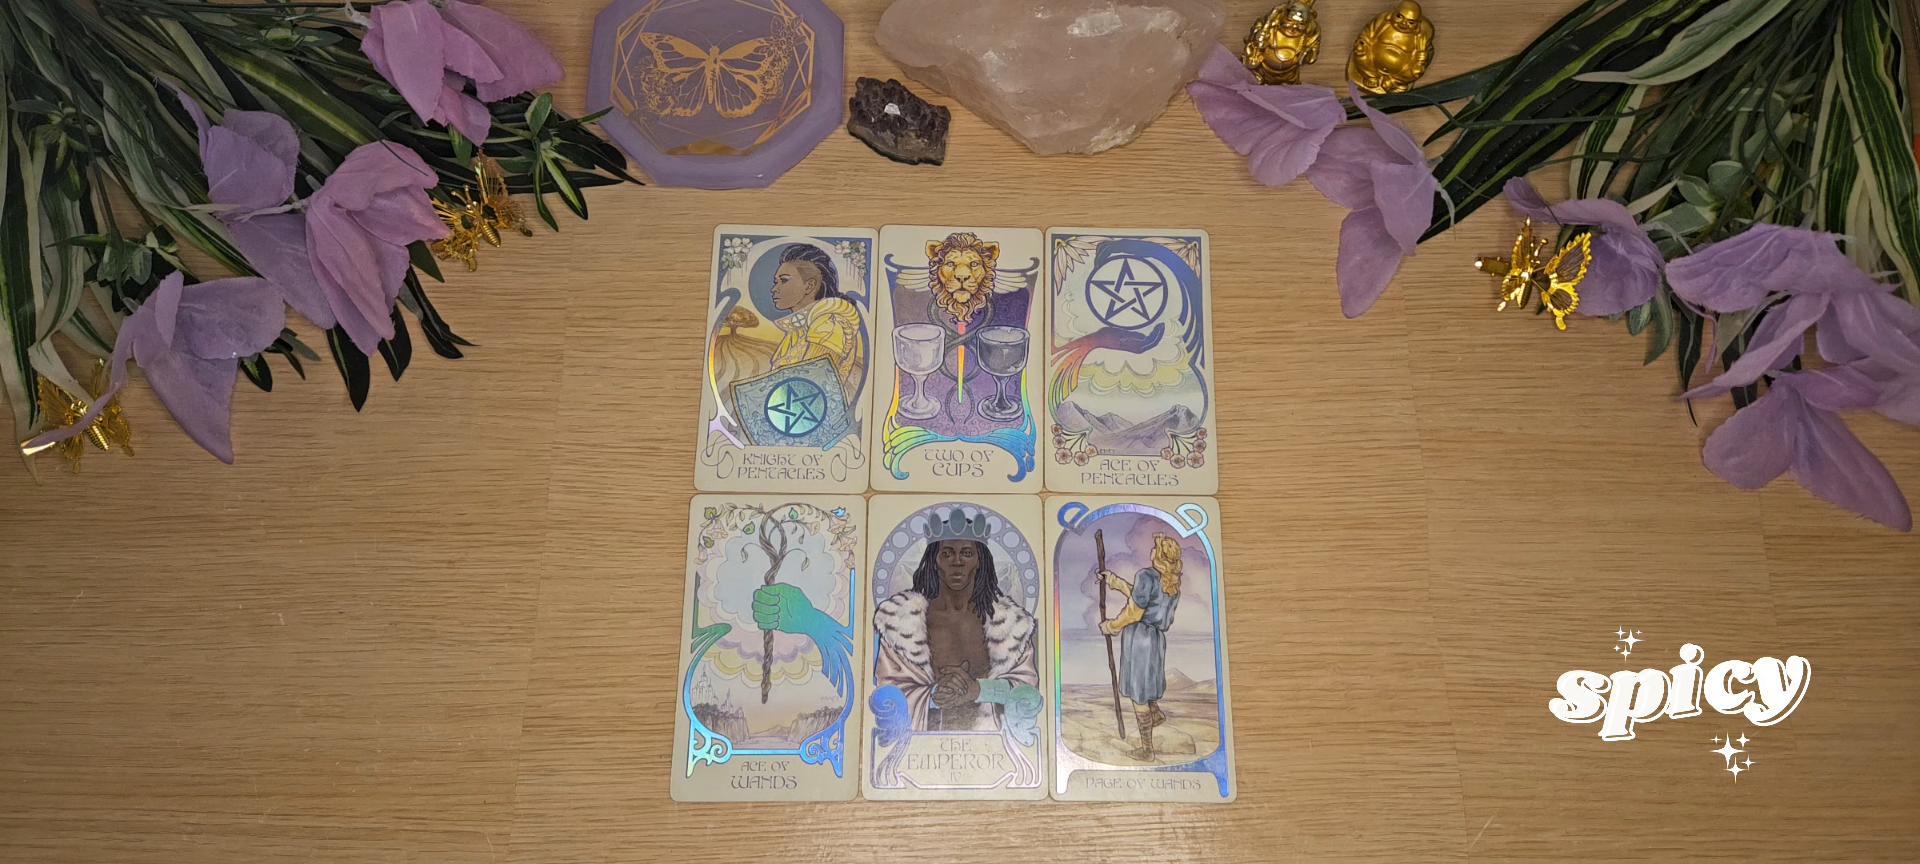 KNIGHT OF
PENTACLES
TWO OF
CUPS
ACE OF
PENTACLES
ACE OF
WANDS
THE
EMPEROR
IV
PAGE OF WANDS
spicy